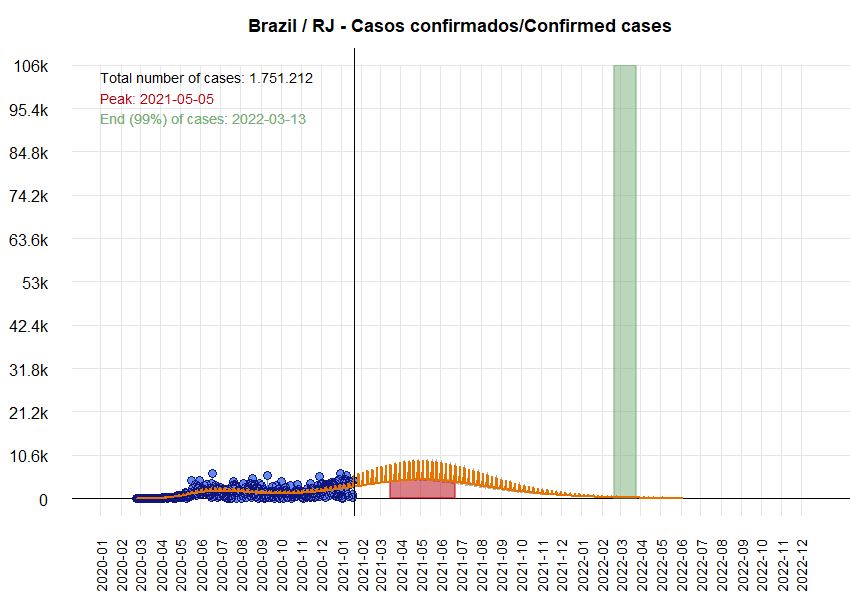 Brazil / RJ - Casos confirmados/Confirmed cases
106k
Total number of cases: 1.751.212
Peak: 2021-05-05
95.4k
End (99%) of cases: 2022-03-13
84.8k
74.2k
63.6k
53k
42.4k
31.8k
21.2k
10.6k
0
2020-01
2020-02
2020-03
2020-04
2020-05
2020-06
2020-07
2020-08
2020-09
2020-10
2020-11
2020-12
2021-01
2021-02
2021-03
2021-04
2021-05
2021-06
2021-07
2021-08
2021-09
2021-10
2021-11
2021-12
2022-01
2022-02
2022-03
2022-04
2022-05
2022-06
2022-07
2022-08
2022-09
2022-10
2022-11
2022-12